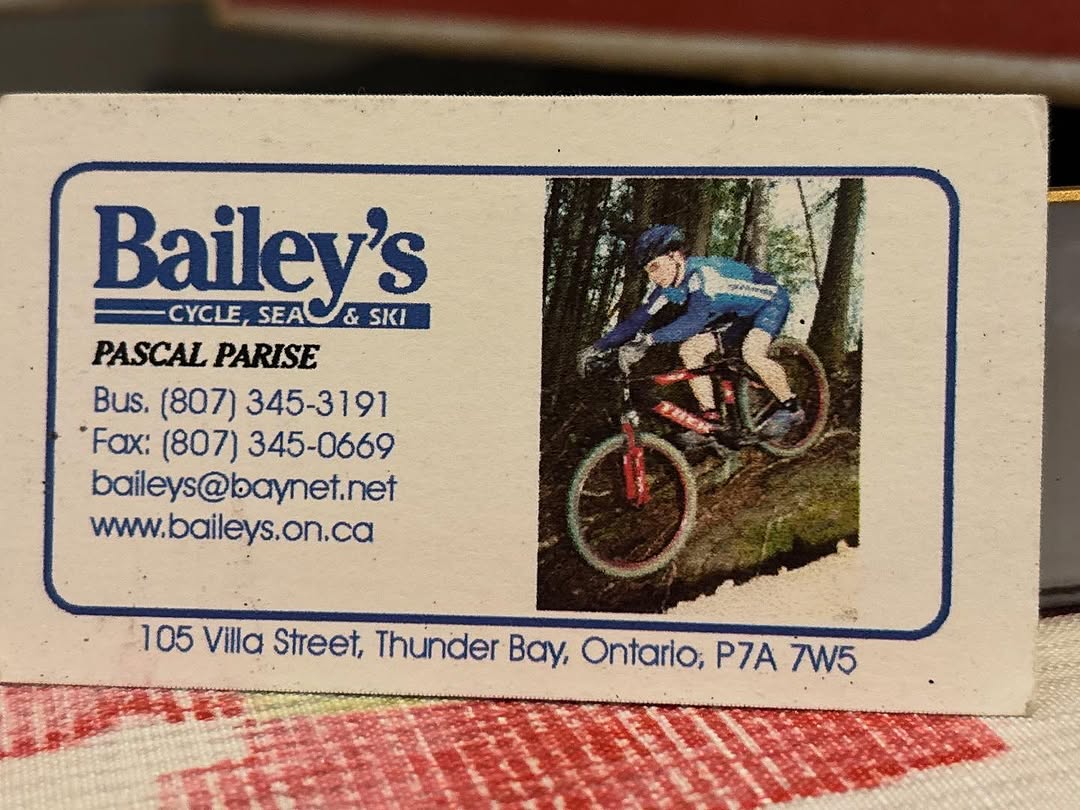 Bailey's
CYCLE, SEA & SKI
PASCAL PARISE
Bus. (807) 345-3191
Fax: (807) 345-0669
baileys@baynet.net
www.baileys.on.ca
105 Villa Street, Thunder Bay, Ontario, P7A 7W5